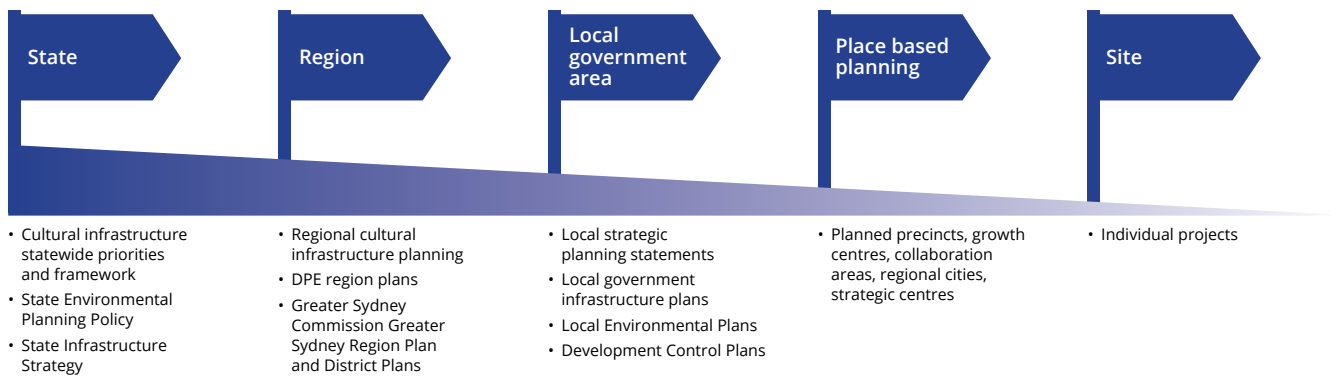 State
Region
Local
government
area
Place based
planning
Site
• Cultural infrastructure
statewide priorities
and framework
• State Environmental
Planning Policy
• State Infrastructure
Strategy
• Regional cultural
infrastructure planning
• DPE region plans
• Greater Sydney
Commission Greater
Sydney Region Plan
and District Plans
• Local strategic
planning statements
• Local government
infrastructure plans
• Local Environmental Plans
• Development Control Plans
• Planned precincts, growth
centres, collaboration
areas, regional cities,
strategic centres
• Individual projects